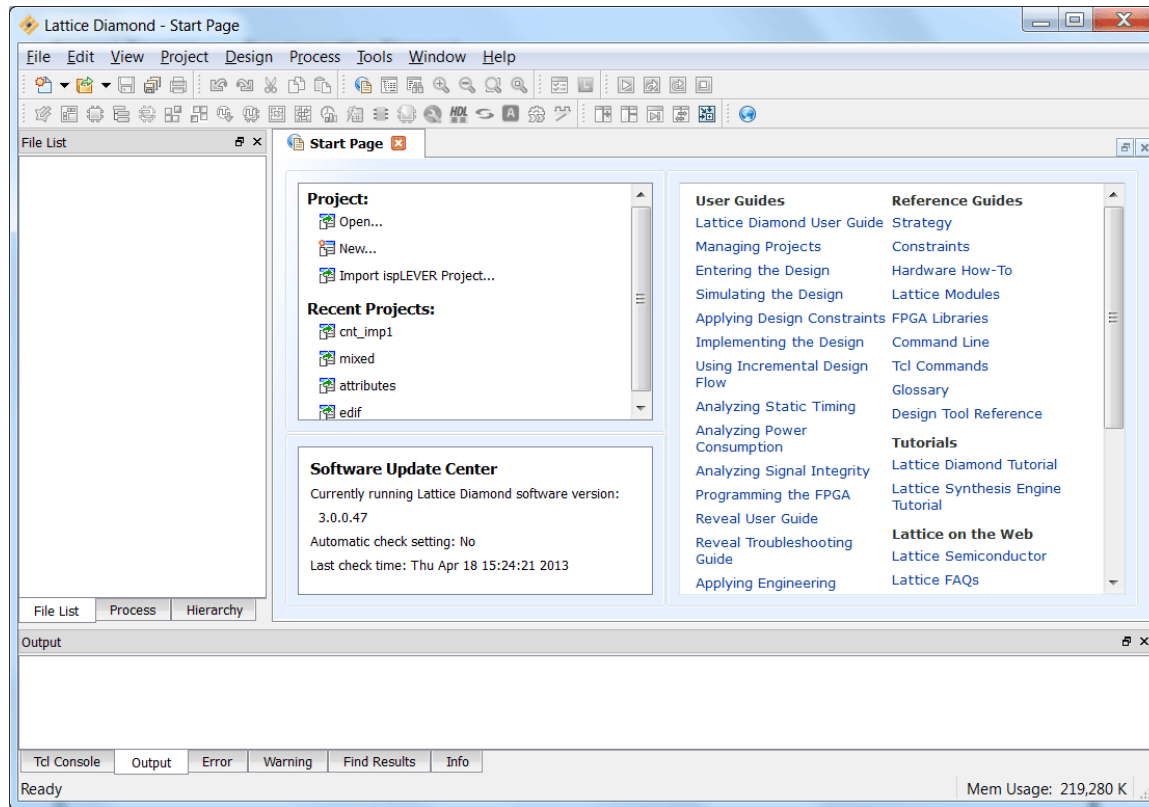 Lattice Diamond - Start Page
File Edit View Project Design Process Tools Window Help
File List
Start Page
Project:
Open...
New...
Import ispLEVER Project...
Recent Projects:
cnt_imp1
mixed
attributes
edif
Software Update Center
Currently running Lattice Diamond software version:
3.0.0.47
Automatic check setting: No
Last check time: Thu Apr 18 15:24:21 2013
User Guides
Lattice Diamond User Guide
Managing Projects
Entering the Design
Simulating the Design
Applying Design Constraints
Implementing the Design
Using Incremental Design
Flow
Analyzing Static Timing
Analyzing Power
Consumption
Analyzing Signal Integrity
Programming the FPGA
Reveal User Guide
Reveal Troubleshooting
Guide
Applying Engineering
Reference Guides
Strategy
Constraints
Hardware How-To
Lattice Modules
FPGA Libraries
Command Line
Tcl Commands
Glossary
Design Tool Reference
Tutorials
Lattice Diamond Tutorial
Lattice Synthesis Engine
Tutorial
Lattice on the Web
Lattice Semiconductor
Lattice FAQs
File List Process Hierarchy
Output
Tcl Console Output Error Warning Find Results Info
Ready Mem Usage: 219,280 K